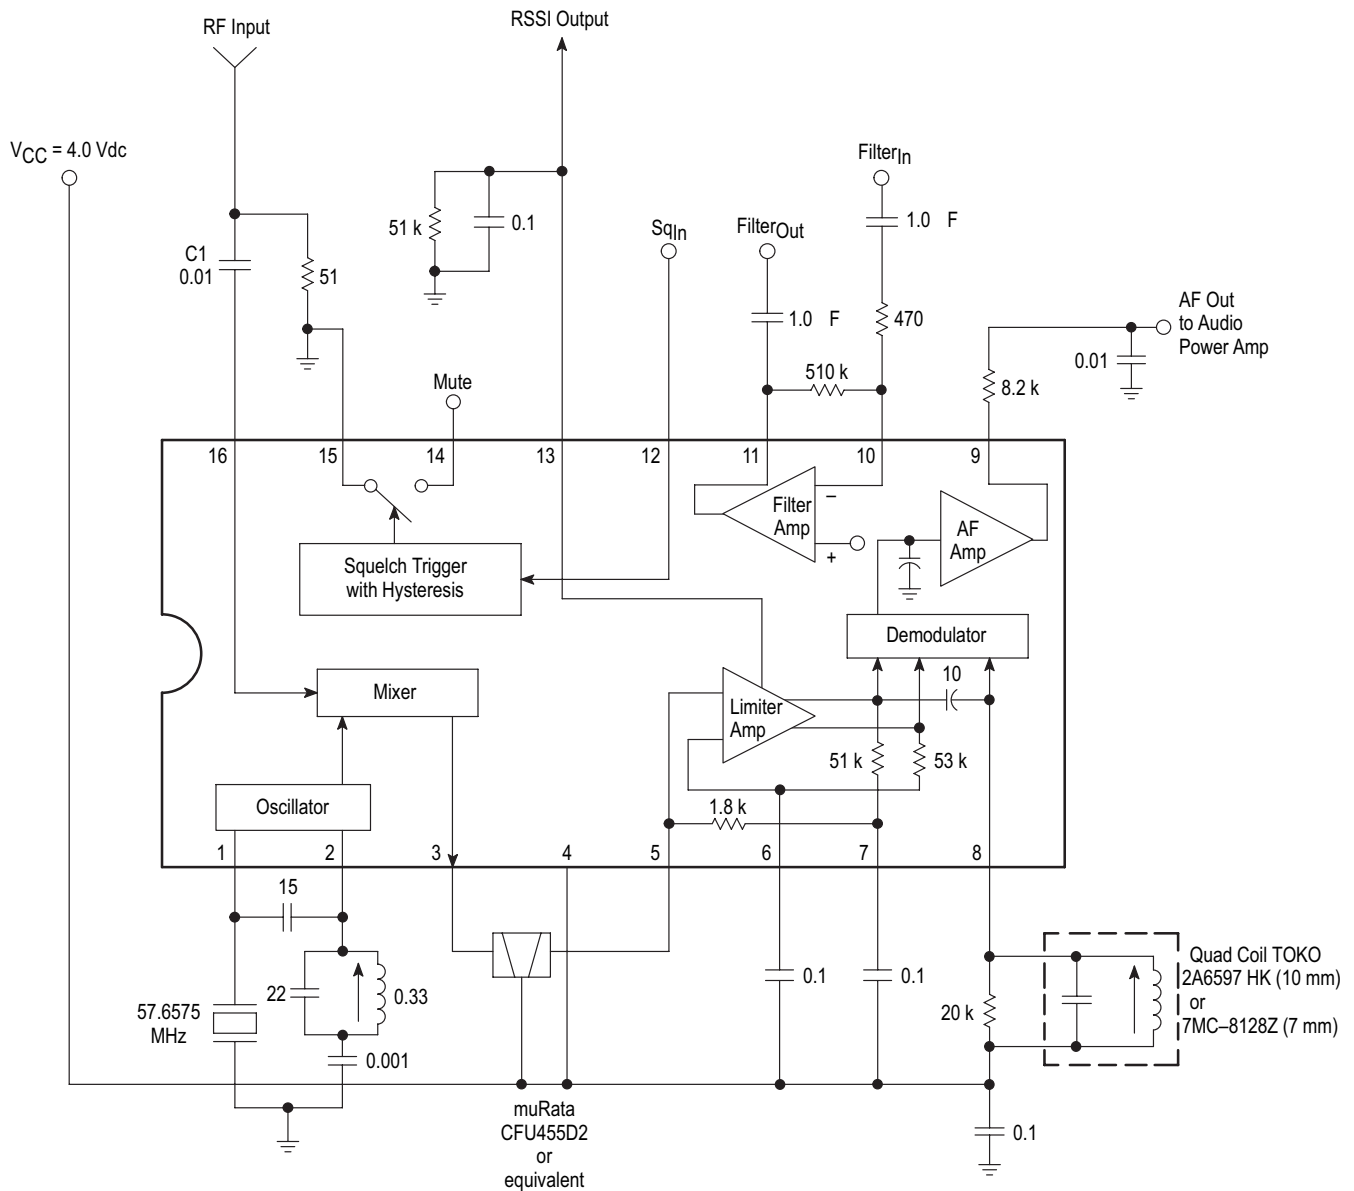 RF Input
RSSI Output
VCC = 4.0 Vdc
FilterIn
1.0 F
51 k
0.1
SqIn
FilterOut
C1
0.01
51
1.0 F
470
AF Out
to Audio
Power Amp
0.01
510 k
8.2 k
Mute
16
15
14
13
12
11
10
9
–
Filter
Amp
+
AF
Amp
Squelch Trigger
with Hysteresis
Demodulator
Mixer
10
Limiter
Amp
51 k
53 k
Oscillator
1.8 k
1
2
3
4
5
6
7
8
15
22
0.33
57.6575
MHz
0.001
0.1
0.1
20 k
Quad Coil TOKO
2A6597 HK (10 mm)
or
7MC–8128Z (7 mm)
muRata
CFU455D2
or
equivalent
0.1